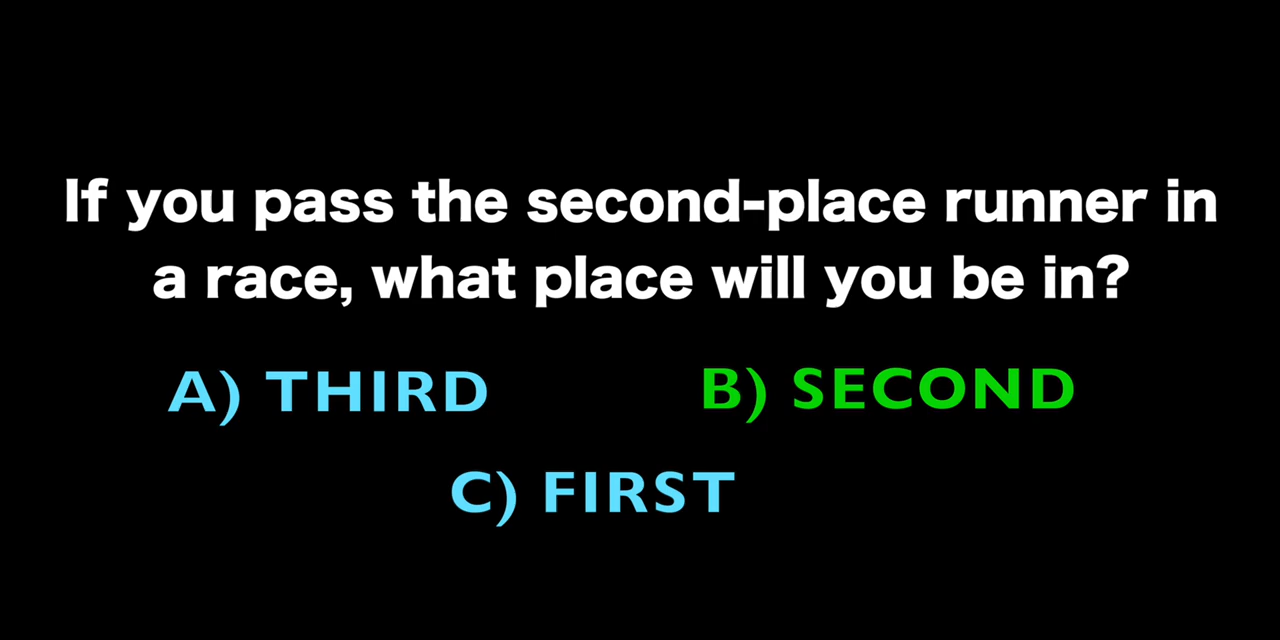 If you pass the second-place runner in
a race, what place will you be in?
A) THIRD B) SECOND
C) FIRST